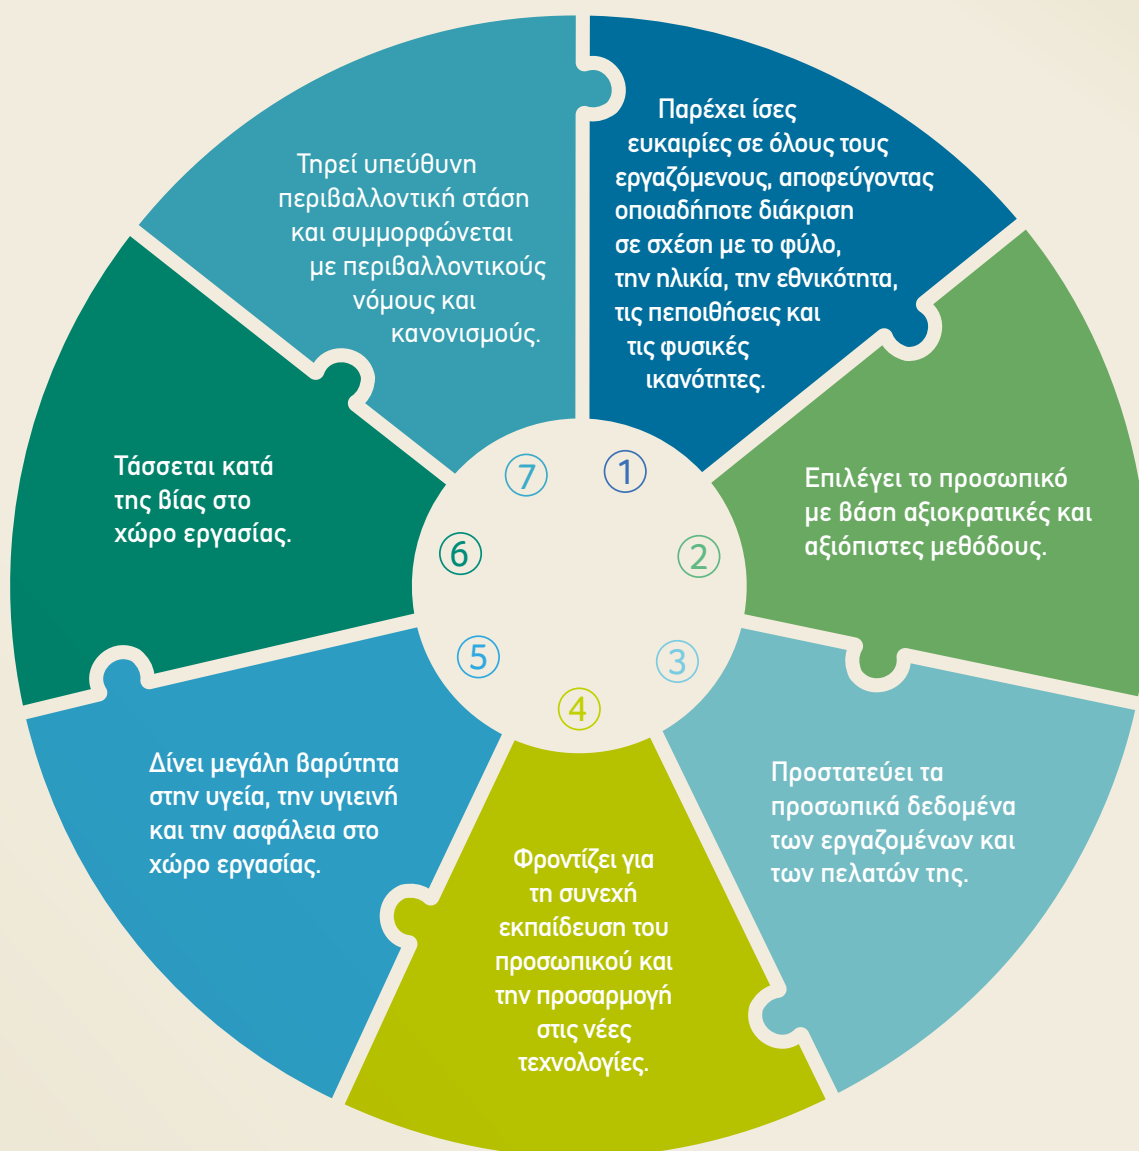 Παρέχει ίσες
ευκαιρίες σε όλους τους
εργαζόμενους, αποφεύγοντας
οποιαδήποτε διάκριση
σε σχέση με το φύλο,
την ηλικία, την εθνικότητα,
τις πεποιθήσεις και
τις φυσικές
ικανότητες.
1
Επιλέγει το προσωπικό
με βάση αξιοκρατικές και
αξιόπιστες μεθόδους.
2
Προστατεύει τα
προσωπικά δεδομένα
των εργαζομένων και
των πελατών της.
3
Φροντίζει για
τη συνεχή
εκπαίδευση του
προσωπικού και
την προσαρμογή
στις νέες
τεχνολογίες.
4
Δίνει μεγάλη βαρύτητα
στην υγεία, την υγιεινή
και την ασφάλεια στο
χώρο εργασίας.
5
Τάσσεται κατά
της βίας στο
χώρο εργασίας.
6
Τηρεί υπεύθυνη
περιβαλλοντική στάση
και συμμορφώνεται
με περιβαλλοντικούς
νόμους και
κανονισμούς.
7